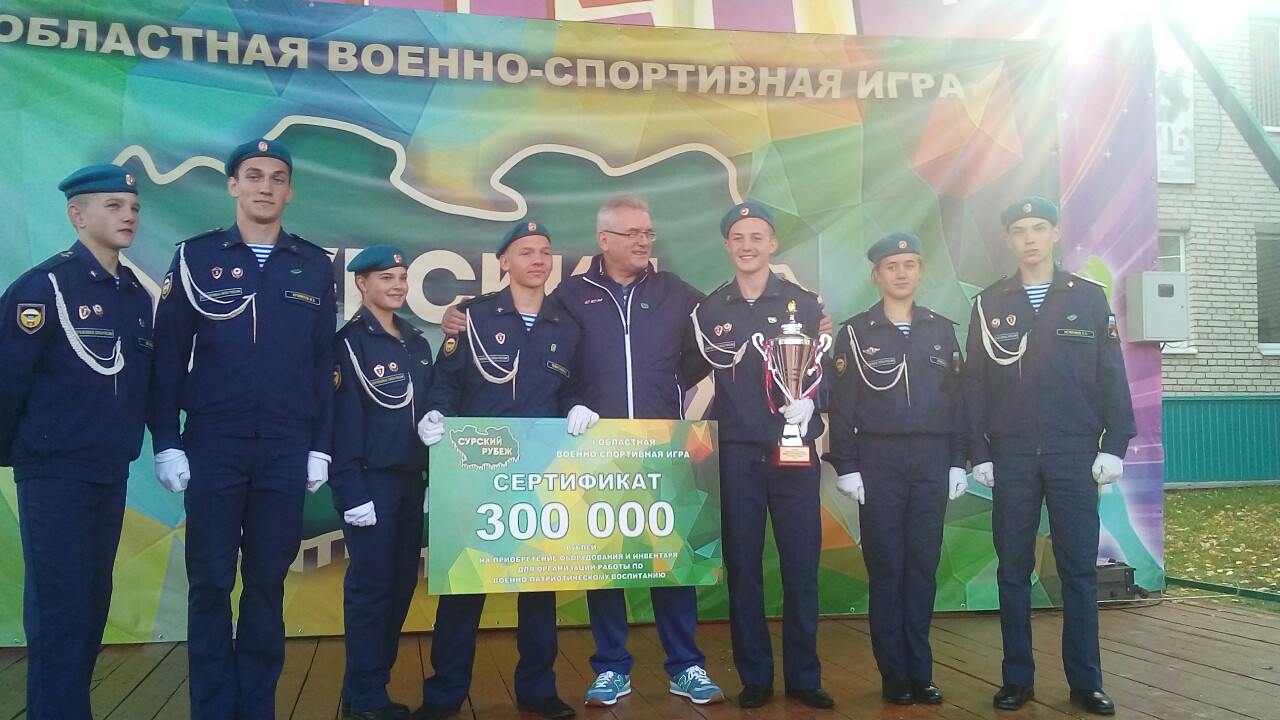 ОБЛАСТНАЯ ВОЕННО-СПОРТИВНАЯ ИГРА
СУРСКИЙ
РУБЕЖ
I ОБЛАСТНАЯ
ВОЕННО-СПОРТИВНАЯ ИГРА
СЕРТИФИКАТ
300 000
РУБЛЕЙ
НА ПРИОБРЕТЕНИЕ ОБОРУДОВАНИЯ И ИНВЕНТАРЯ
ДЛЯ ОРГАНИЗАЦИИ РАБОТЫ ПО
ВОЕННО-ПАТРИОТИЧЕСКОМУ ВОСПИТАНИЮ